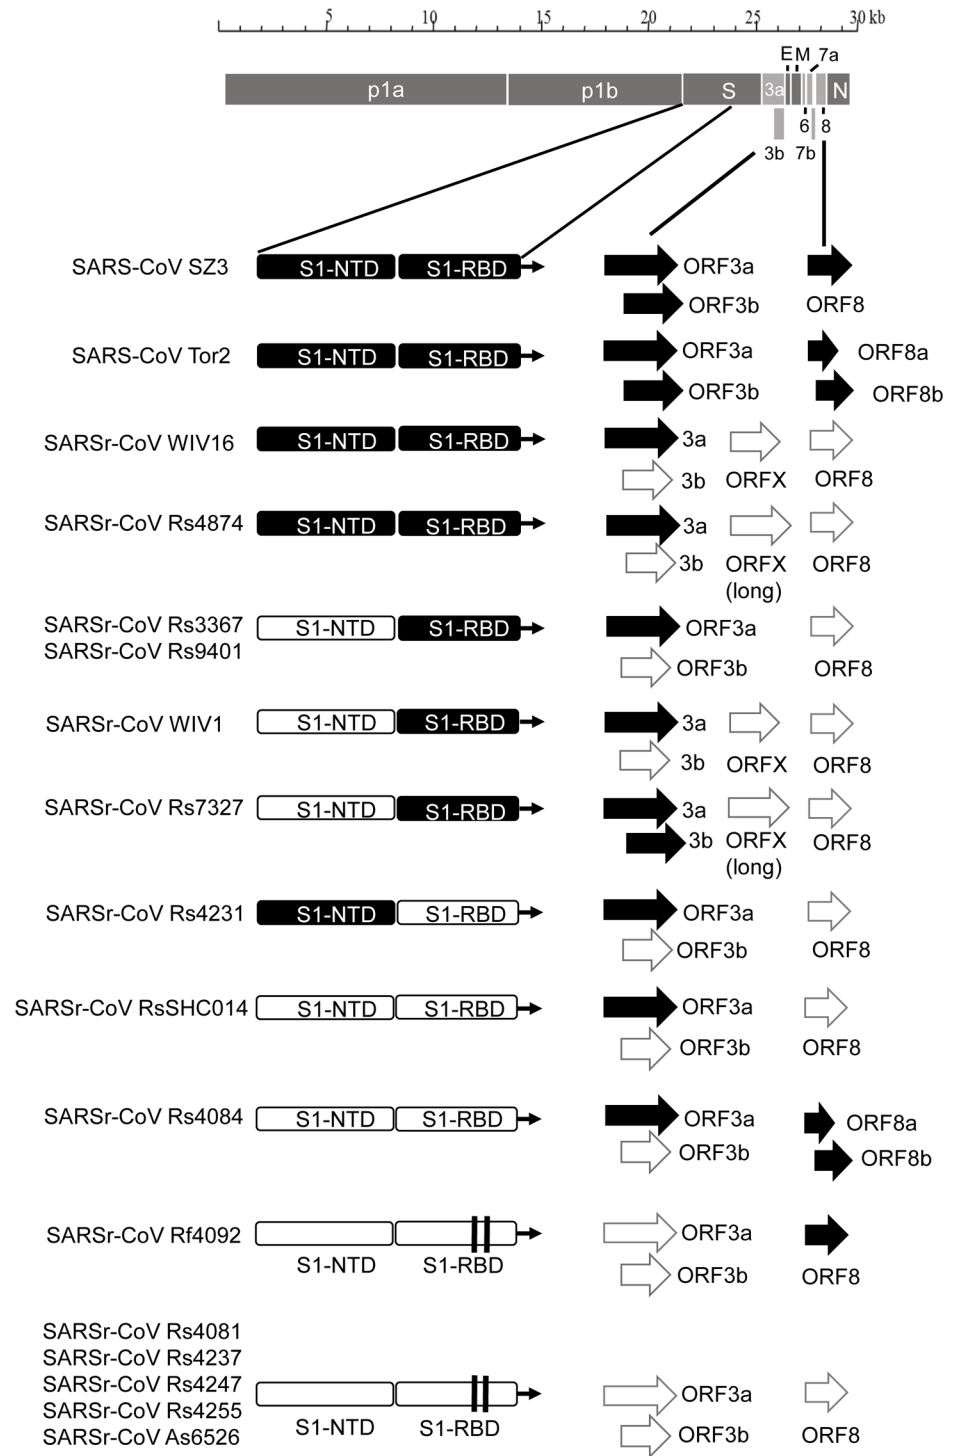 5 10 15 20 25 30 kb
E M 7a
p1a p1b S 3a N
6 8
3b 7b
SARS-CoV SZ3 S1-NTD S1-RBD ORF3a
ORF3b ORF8
SARS-CoV Tor2 S1-NTD S1-RBD ORF3a ORF8a
ORF3b ORF8b
SARSr-CoV WIV16 S1-NTD S1-RBD 3a
3b ORFX ORF8
SARSr-CoV Rs4874 S1-NTD S1-RBD 3a
3b ORFX ORF8
(long)
SARSr-CoV Rs3367 S1-NTD S1-RBD ORF3a
SARSr-CoV Rs9401
ORF3b ORF8
SARSr-CoV WIV1 S1-NTD S1-RBD 3a
3b ORFX ORF8
SARSr-CoV Rs7327 S1-NTD S1-RBD 3a
3b ORFX ORF8
(long)
SARSr-CoV Rs4231 S1-NTD S1-RBD ORF3a
ORF3b ORF8
SARSr-CoV RsSHC014 S1-NTD S1-RBD ORF3a
ORF3b ORF8
SARSr-CoV Rs4084 S1-NTD S1-RBD ORF3a ORF8a
ORF3b ORF8b
SARSr-CoV Rf4092 ORF3a
S1-NTD S1-RBD ORF3b ORF8
SARSr-CoV Rs4081
SARSr-CoV Rs4237
SARSr-CoV Rs4247 ORF3a
SARSr-CoV Rs4255
S1-NTD S1-RBD
SARSr-CoV As6526 ORF3b ORF8